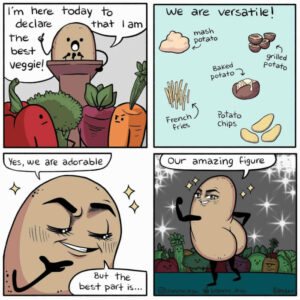 I'm here today to
declare that I am
the
best
veggie!
We are versatile!
mash
potato
grilled
potato
Baked
potato
French
fries
Potato
chips
Yes, we are adorable
But the
best part is...
Our amazing figure